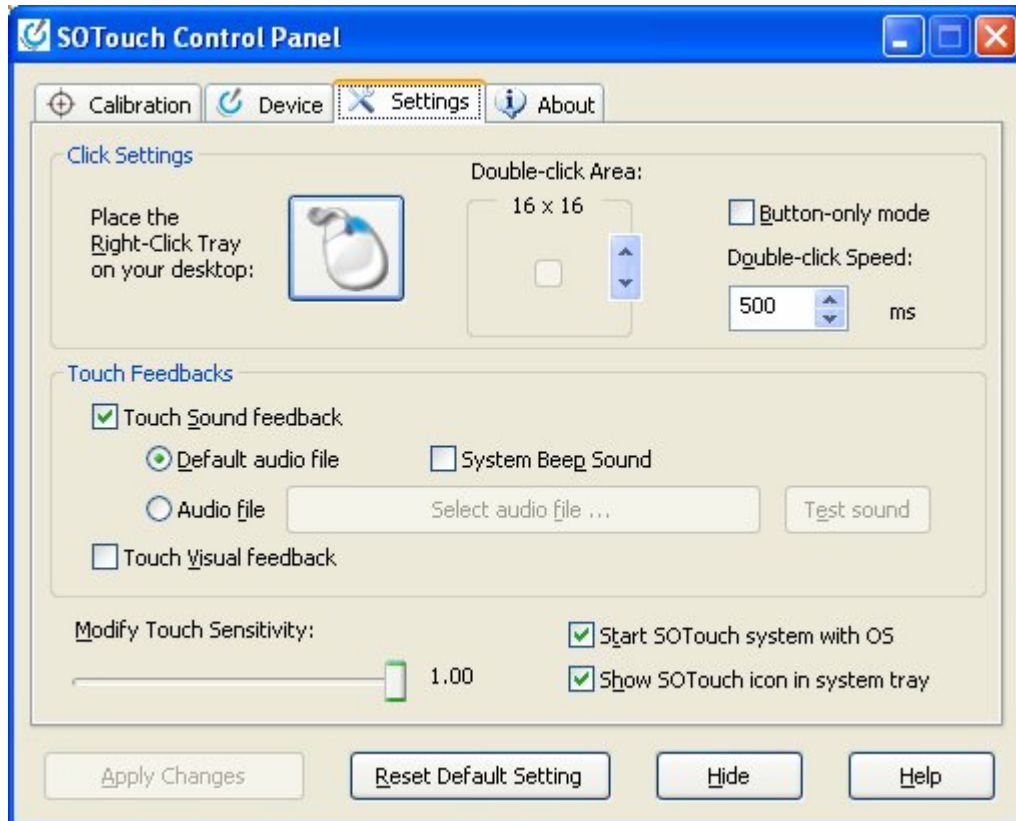 SOTouch Control Panel
Calibration
Device
Settings
About
Click Settings
Place the
Right-Click Tray
on your desktop:
Double-click Area:
16 x 16
Button-only mode
Double-click Speed:
500
ms
Touch Feedbacks
Touch Sound feedback
Default audio file
System Beep Sound
Audio file
Select audio file ...
Test sound
Touch Visual feedback
Modify Touch Sensitivity:
1.00
Start SOTouch system with OS
Show SOTouch icon in system tray
Apply Changes
Reset Default Setting
Hide
Help